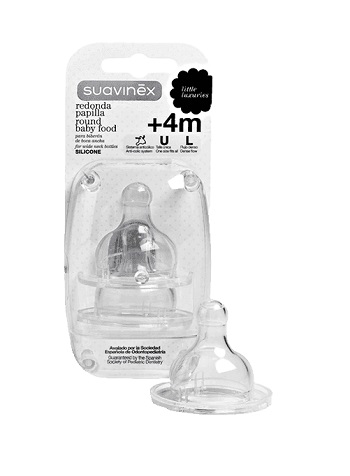 suavinēx
little
luxuries
redonda
papilla
round
baby food
para biberón
de boca ancha
for wide neck bottles
SILICONE
+4m
U L
Sistema anticólico
Anti-colic system
Talla única
One size fits all
Flujo denso
Dense flow
Avalado por la Sociedad
Española de Odontopediatría
Guaranteed by the Spanish
Society of Pediatric Dentistry